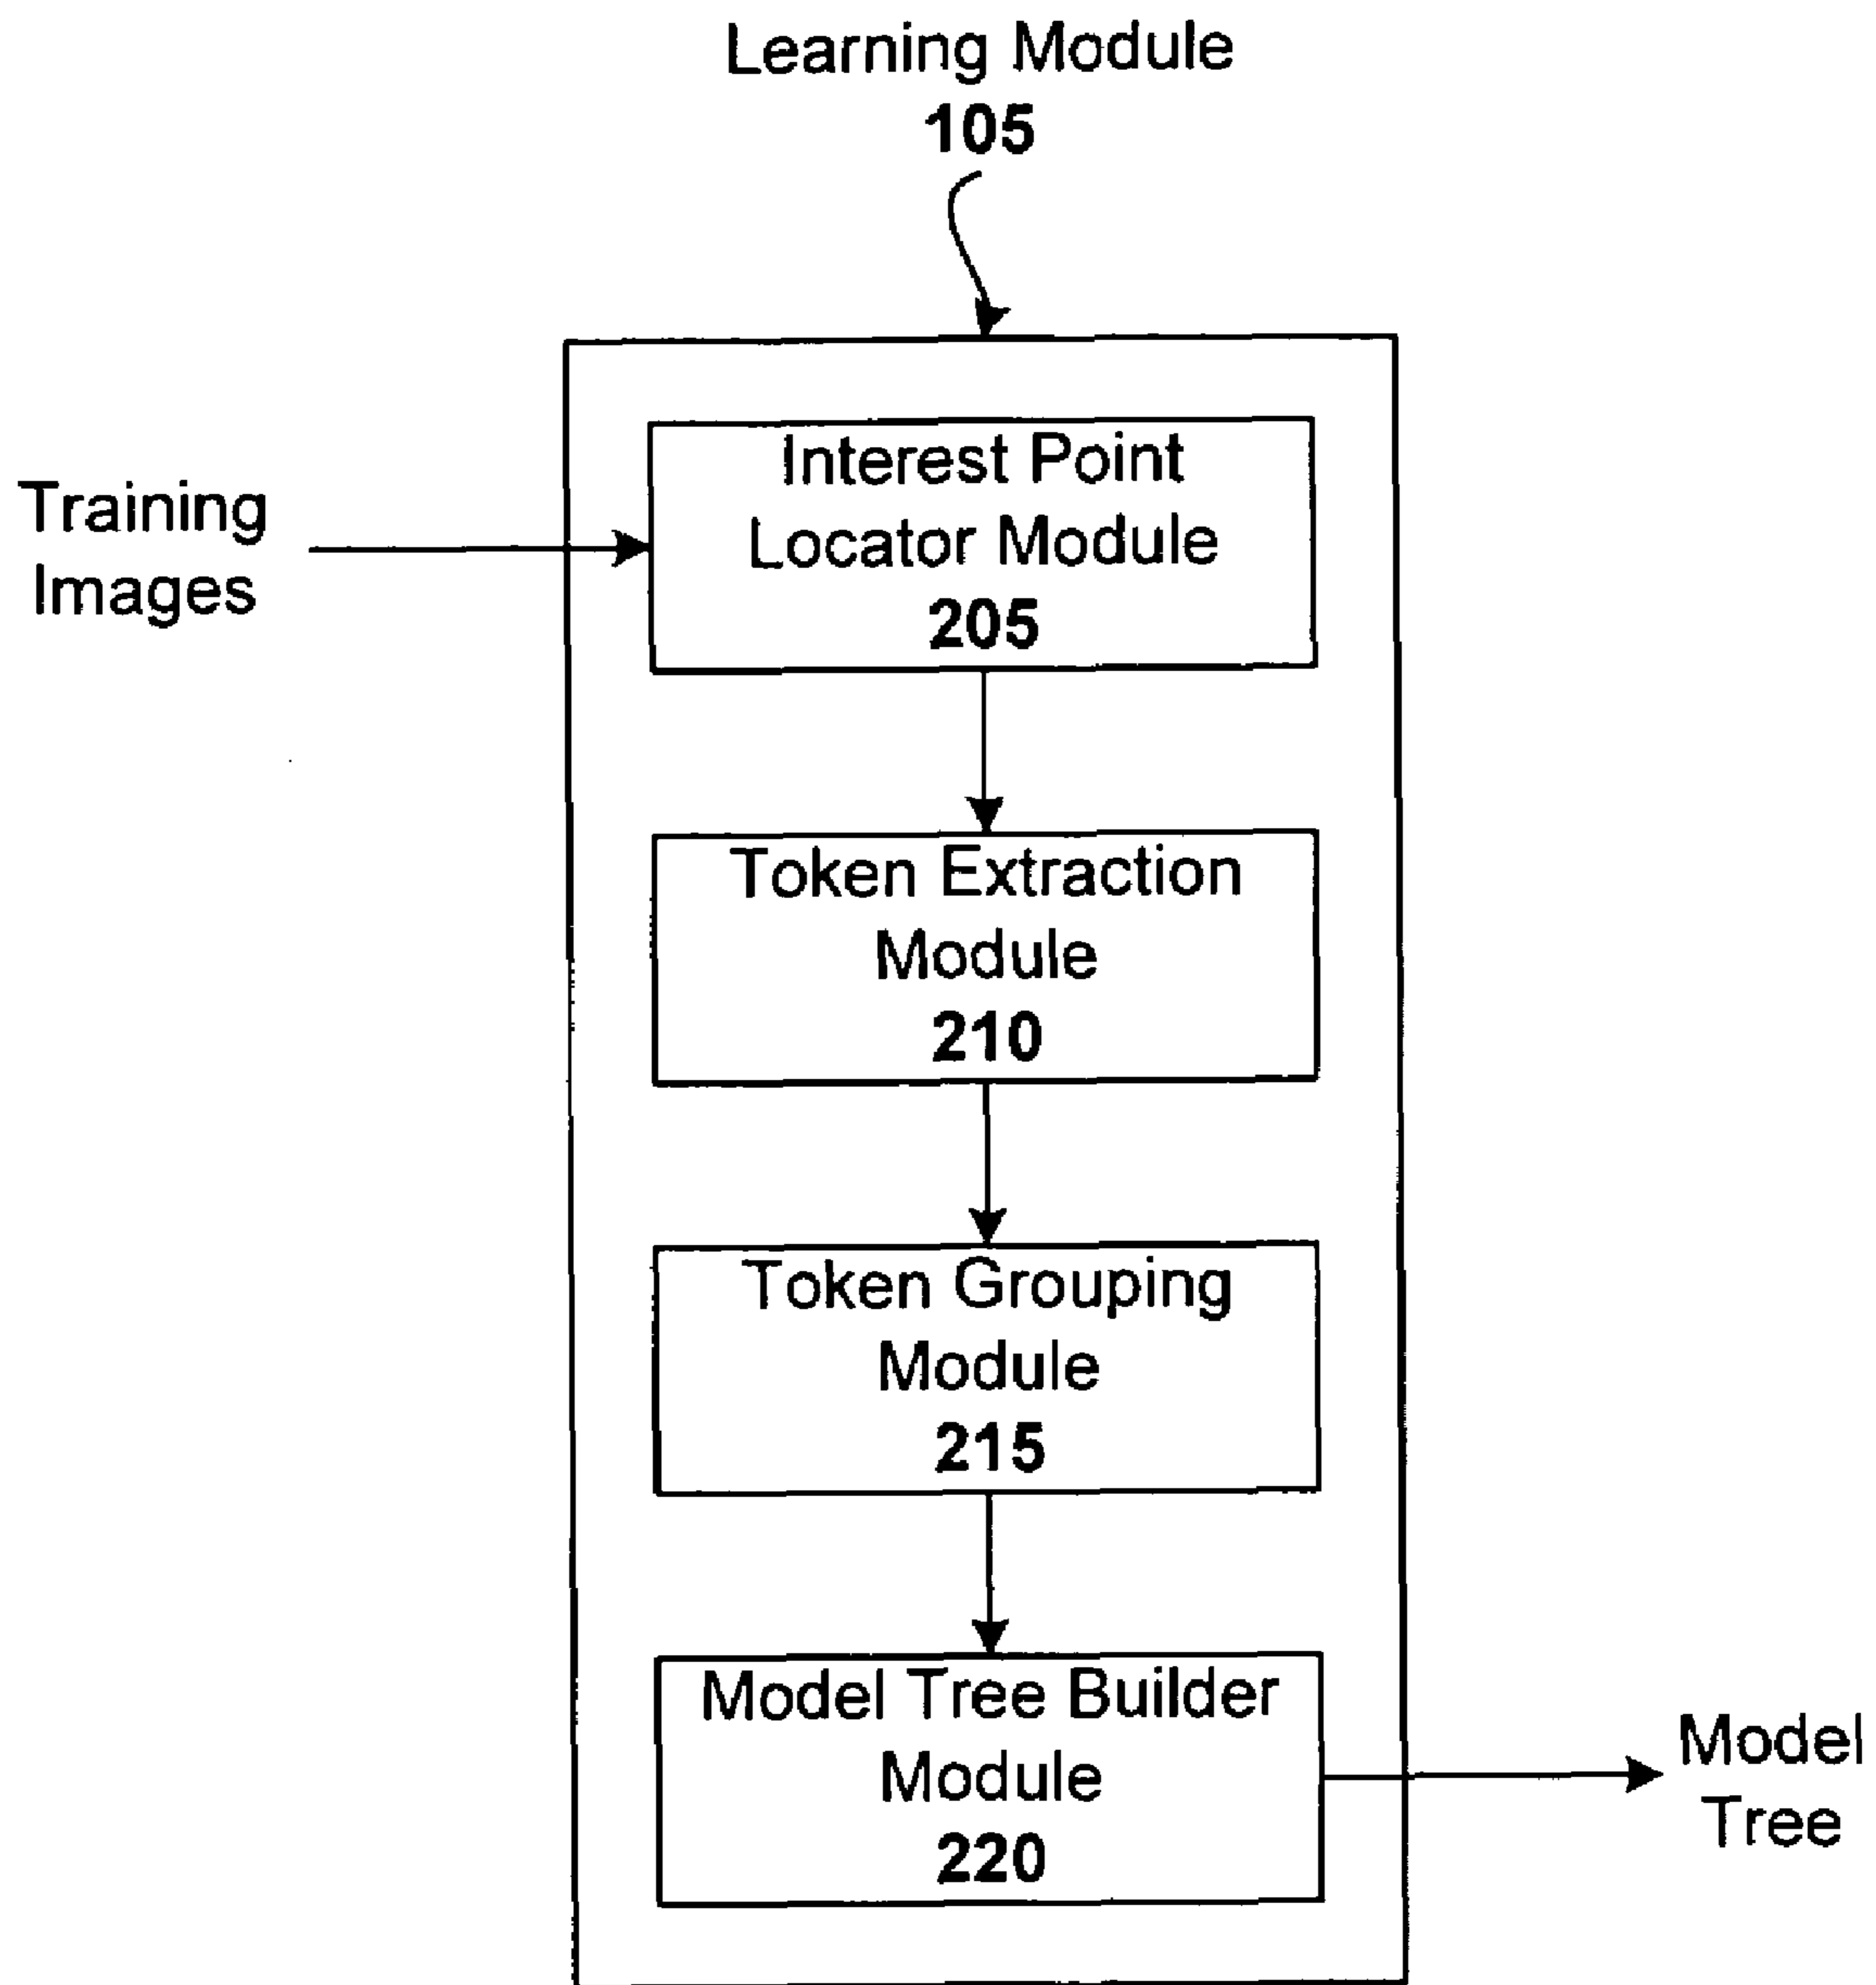 Learning Module
105
Training
Images
Interest Point
Locator Module
205
Token Extraction
Module
210
Token Grouping
Module
215
Model Tree Builder
Module
220
Model
Tree